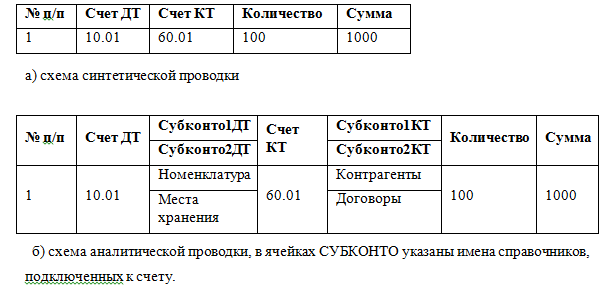 № п/п Счет ДТ Счет КТ Количество Сумма
1 10.01 60.01 100 1000
а) схема синтетической проводки
№ п/п Счет ДТ Субконто1ДТ Счет КТ Субконто1КТ Количество Сумма
Субконто2ДТ Субконто2КТ
1 10.01 Номенклатура 60.01 Контрагенты 100 1000
Места хранения Договоры
б) схема аналитической проводки, в ячейках СУБКОНТО указаны имена справочников,
подключенных к счету.